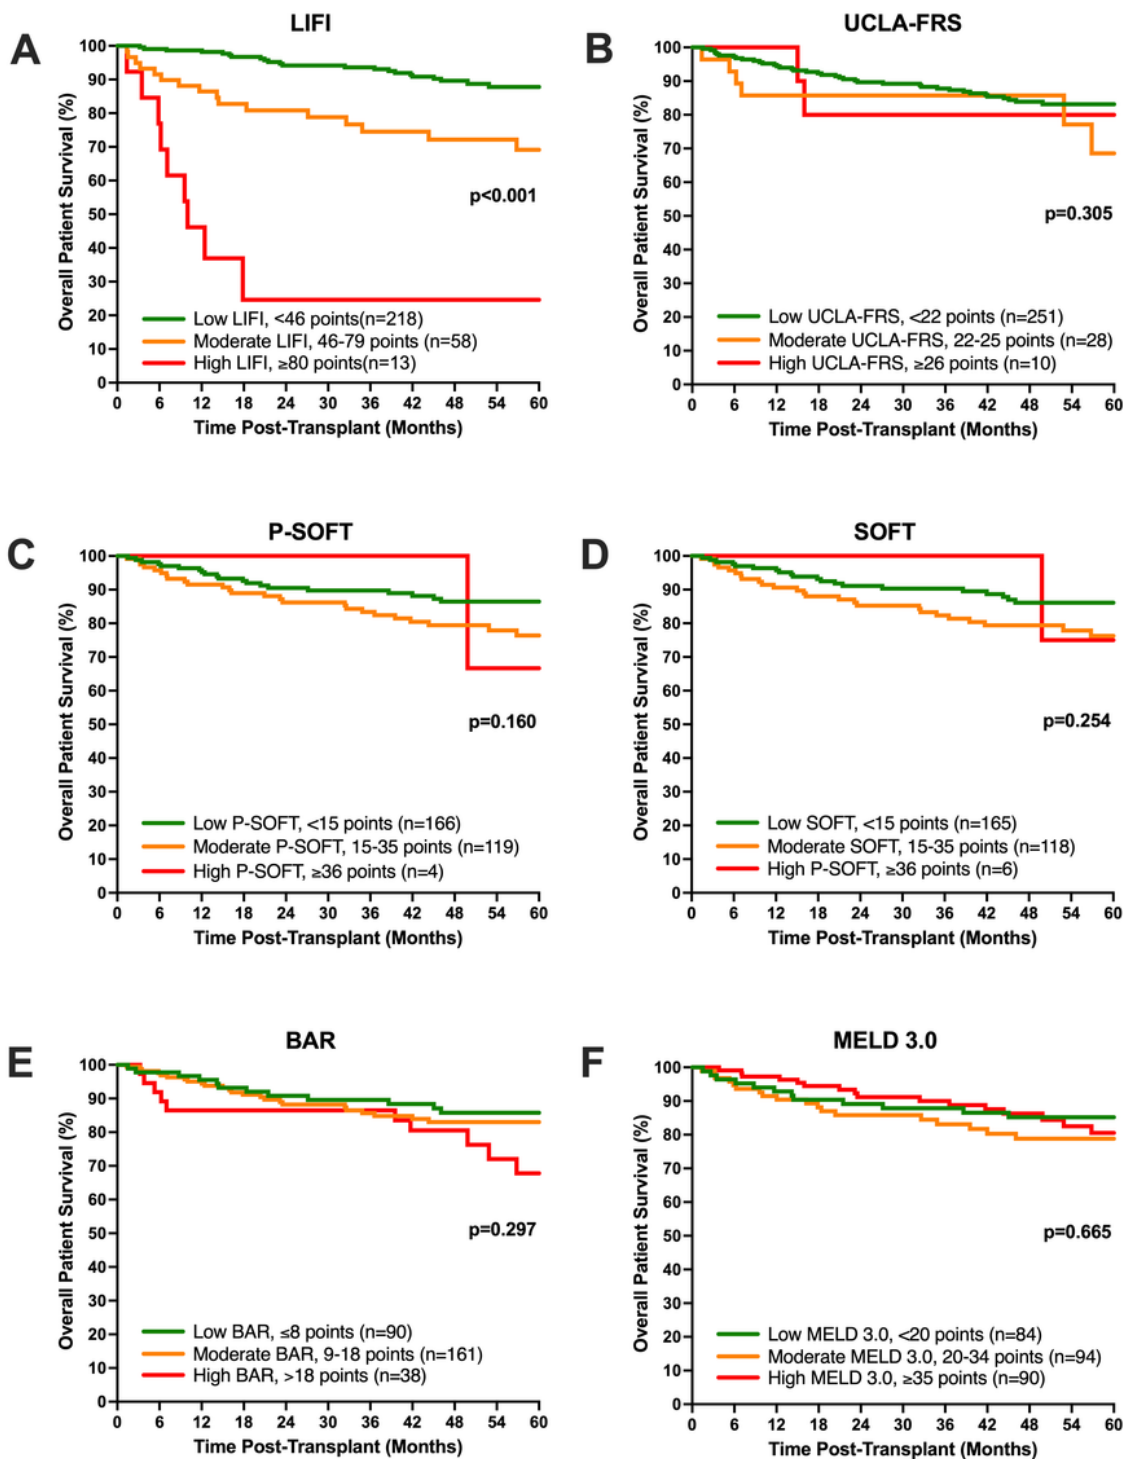 A
LIFI
Overall Patient Survival (%)
100
90
80
70
60
50
40
30
20
10
0
p<0.001
Low LIFI, <46 points(n=218)
Moderate LIFI, 46-79 points (n=58)
High LIFI, ≥80 points(n=13)
0 6 12 18 24 30 36 42 48 54 60
Time Post-Transplant (Months)
B
UCLA-FRS
Overall Patient Survival (%)
100
90
80
70
60
50
40
30
20
10
0
p=0.305
Low UCLA-FRS, <22 points (n=251)
Moderate UCLA-FRS, 22-25 points (n=28)
High UCLA-FRS, ≥26 points (n=10)
0 6 12 18 24 30 36 42 48 54 60
Time Post-Transplant (Months)
C
P-SOFT
Overall Patient Survival (%)
100
90
80
70
60
50
40
30
20
10
0
p=0.160
Low P-SOFT, <15 points (n=166)
Moderate P-SOFT, 15-35 points (n=119)
High P-SOFT, ≥36 points (n=4)
0 6 12 18 24 30 36 42 48 54 60
Time Post-Transplant (Months)
D
SOFT
Overall Patient Survival (%)
100
90
80
70
60
50
40
30
20
10
0
p=0.254
Low SOFT, <15 points (n=165)
Moderate SOFT, 15-35 points (n=118)
High P-SOFT, ≥36 points (n=6)
0 6 12 18 24 30 36 42 48 54 60
Time Post-Transplant (Months)
E
BAR
Overall Patient Survival (%)
100
90
80
70
60
50
40
30
20
10
0
p=0.297
Low BAR, ≤8 points (n=90)
Moderate BAR, 9-18 points (n=161)
High BAR, >18 points (n=38)
0 6 12 18 24 30 36 42 48 54 60
Time Post-Transplant (Months)
F
MELD 3.0
Overall Patient Survival (%)
100
90
80
70
60
50
40
30
20
10
0
p=0.665
Low MELD 3.0, <20 points (n=84)
Moderate MELD 3.0, 20-34 points (n=94)
High MELD 3.0, ≥35 points (n=90)
0 6 12 18 24 30 36 42 48 54 60
Time Post-Transplant (Months)